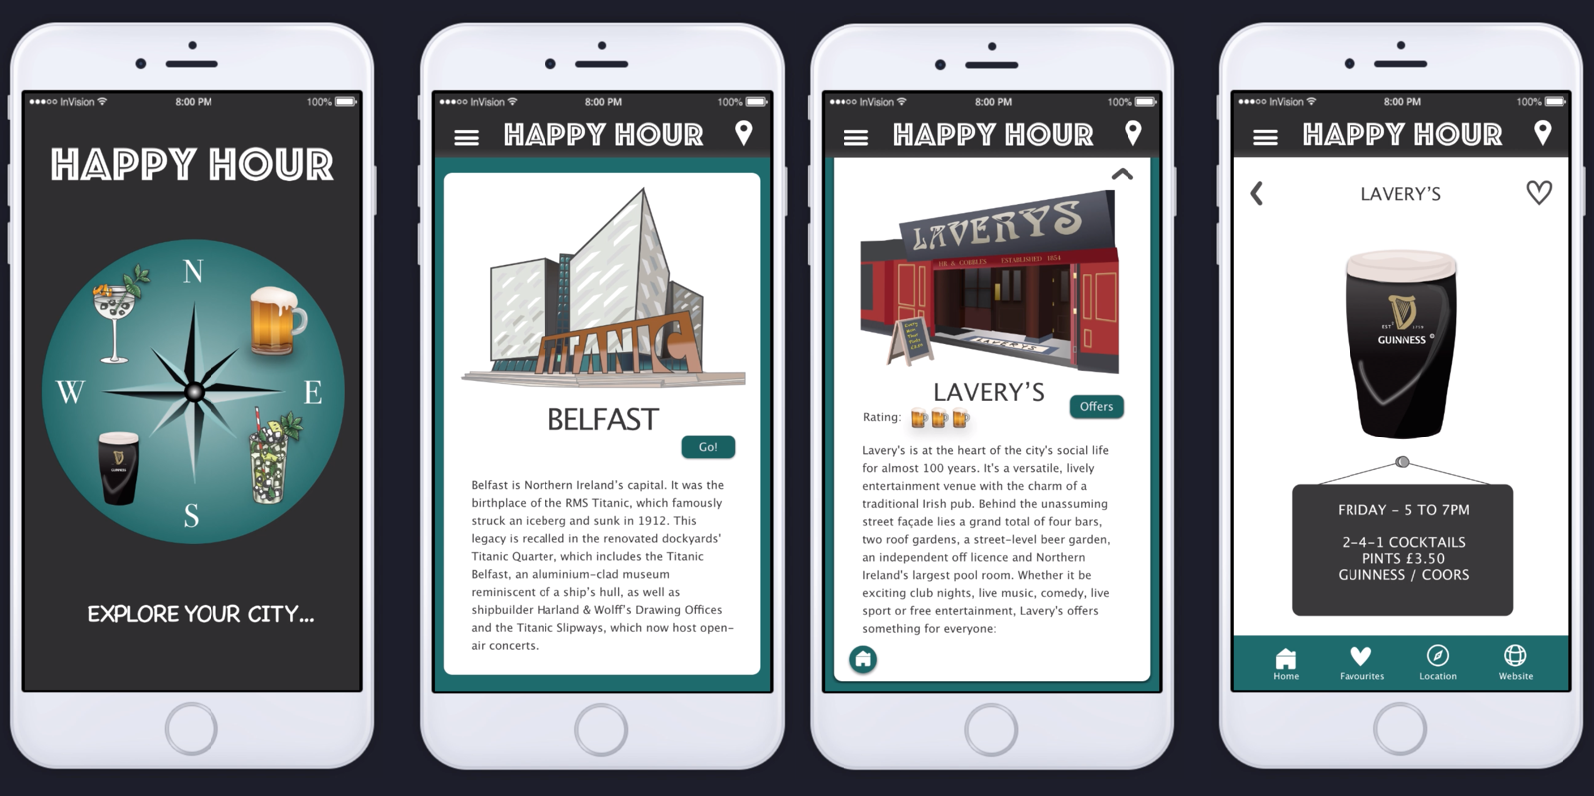 InVision 8:00 PM 100%
HAPPY HOUR
N
W
E
GUINNESS
S
EXPLORE YOUR CITY...
InVision 8:00 PM 100%
HAPPY HOUR
TITANIC
BELFAST
Go!
Belfast is Northern Ireland's capital. It was the
birthplace of the RMS Titanic, which famously
struck an iceberg and sunk in 1912. This
legacy is recalled in the renovated dockyards'
Titanic Quarter, which includes the Titanic
Belfast, an aluminium-clad museum
reminiscent of a ship's hull, as well as
shipbuilder Harland & Wolff's Drawing Offices
and the Titanic Slipways, which now host open-
air concerts.
InVision 8:00 PM 100%
HAPPY HOUR
LAVERYS
ESTABLISHED 1854
LAVERYS
LAVERY'S
Rating:
Offers
Lavery's is at the heart of the city's social life
for almost 100 years. It's a versatile, lively
entertainment venue with the charm of a
traditional Irish pub. Behind the unassuming
street façade lies a grand total of four bars,
two roof gardens, a street-level beer garden,
an independent off licence and Northern
Ireland's largest pool room. Whether it be
exciting club nights, live music, comedy, live
sport or free entertainment, Lavery's offers
something for everyone:
InVision 8:00 PM 100%
HAPPY HOUR
LAVERY'S
EST 1759
GUINNESS
FRIDAY - 5 TO 7PM
2-4-1 COCKTAILS
PINTS £3.50
GUINNESS / COORS
Home Favourites Location Website